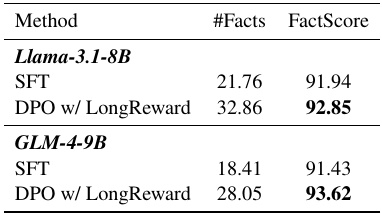 Method #Facts FactScore
Llama-3.1-8B
SFT 21.76 91.94
DPO w/ LongReward 32.86 92.85
GLM-4-9B
SFT 18.41 91.43
DPO w/ LongReward 28.05 93.62